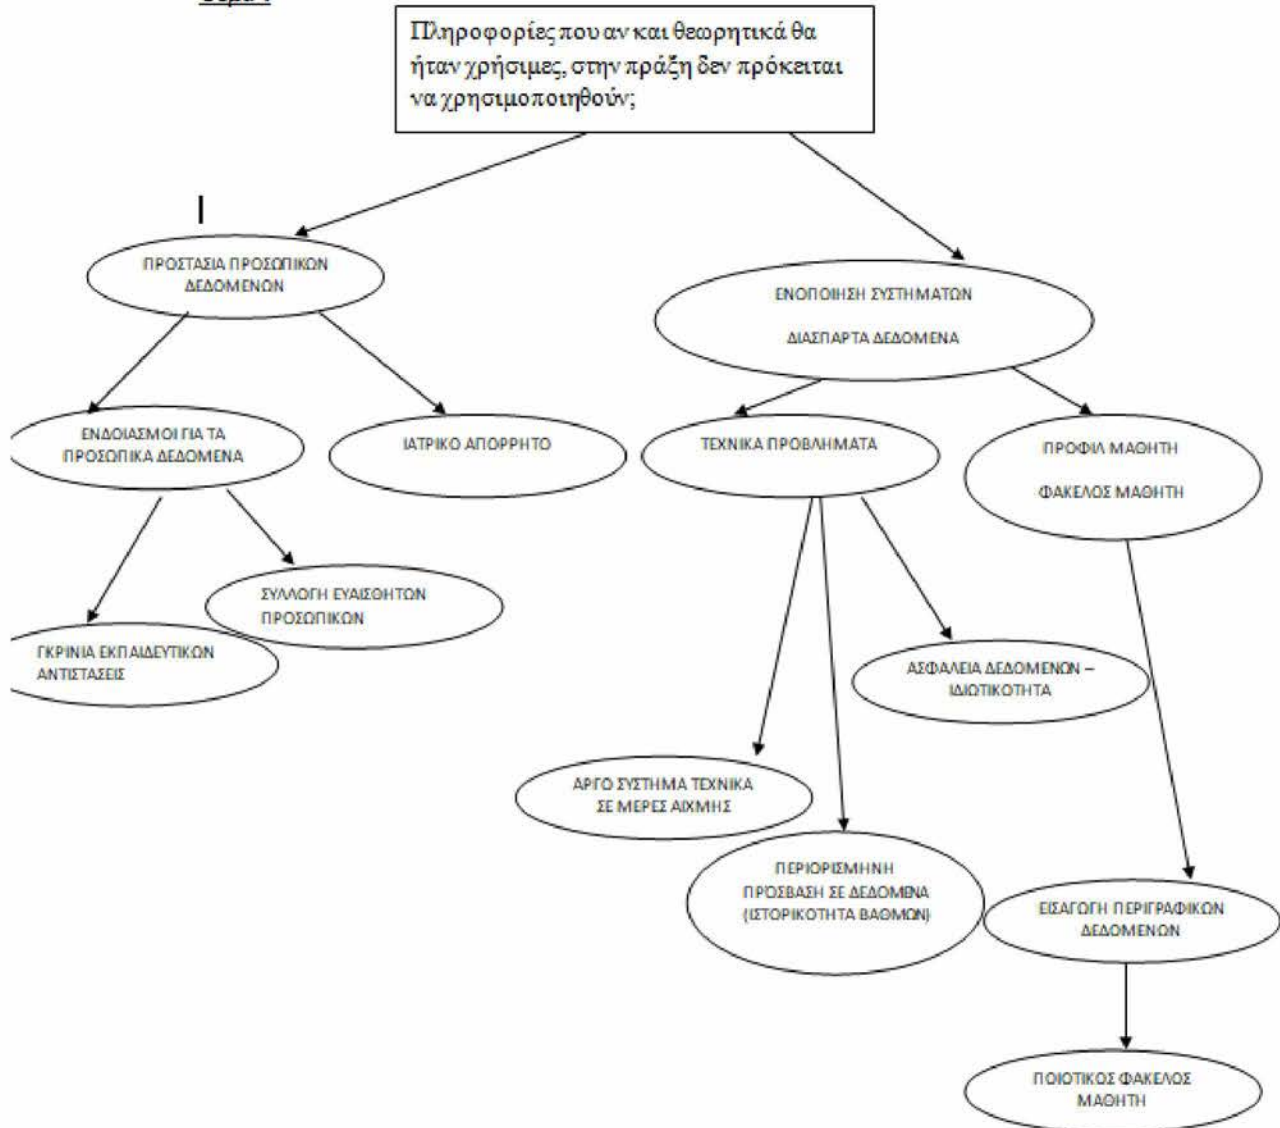 Πληροφορίες που αν και θεωρητικά θα
ήταν χρήσιμες, στην πράξη δεν πρόκειται
να χρησιμοποιηθούν;
ΠΡΟΣΤΑΣΙΑ ΠΡΟΣΩΠΙΚΩΝ
ΔΕΔΟΜΕΝΩΝ
ΕΝΟΠΟΙΗΣΗ ΣΥΣΤΗΜΑΤΩΝ
ΔΙΑΣΠΑΡΤΑ ΔΕΔΟΜΕΝΑ
ΕΝΔΟΙΑΣΜΟΙ ΓΙΑ ΤΑ
ΠΡΟΣΩΠΙΚΑ ΔΕΔΟΜΕΝΑ
ΙΑΤΡΙΚΟ ΑΠΟΡΡΗΤΟ
ΤΕΧΝΙΚΑ ΠΡΟΒΛΗΜΑΤΑ
ΠΡΟΦΙΛ ΜΑΘΗΤΗ
ΦΑΚΕΛΟΣ ΜΑΘΗΤΗ
ΣΥΛΛΟΓΗ ΕΥΑΙΣΘΗΤΩΝ
ΠΡΟΣΩΠΙΚΩΝ
ΓΚΡΙΝΙΑ ΕΚΠΑΙΔΕΥΤΙΚΩΝ
ΑΝΤΙΣΤΑΣΕΙΣ
ΑΣΦΑΛΕΙΑ ΔΕΔΟΜΕΝΩΝ –
ΙΔΙΩΤΙΚΟΤΗΤΑ
ΑΡΓΟ ΣΥΣΤΗΜΑ ΤΕΧΝΙΚΑ
ΣΕ ΜΕΡΕΣ ΑΙΧΜΗΣ
ΠΕΡΙΟΡΙΣΜΗΝΗ
ΠΡΌΣΒΑΣΗ ΣΕ ΔΕΔΟΜΕΝΑ
(ΙΣΤΟΡΙΚΟΤΗΤΑ ΒΑΘΜΩΝ)
ΕΙΣΑΓΩΓΗ ΠΕΡΙΓΡΑΦΙΚΩΝ
ΔΕΔΟΜΕΝΩΝ
ΠΟΙΟΤΙΚΟΣ ΦΑΚΕΛΟΣ
ΜΑΘΗΤΗ